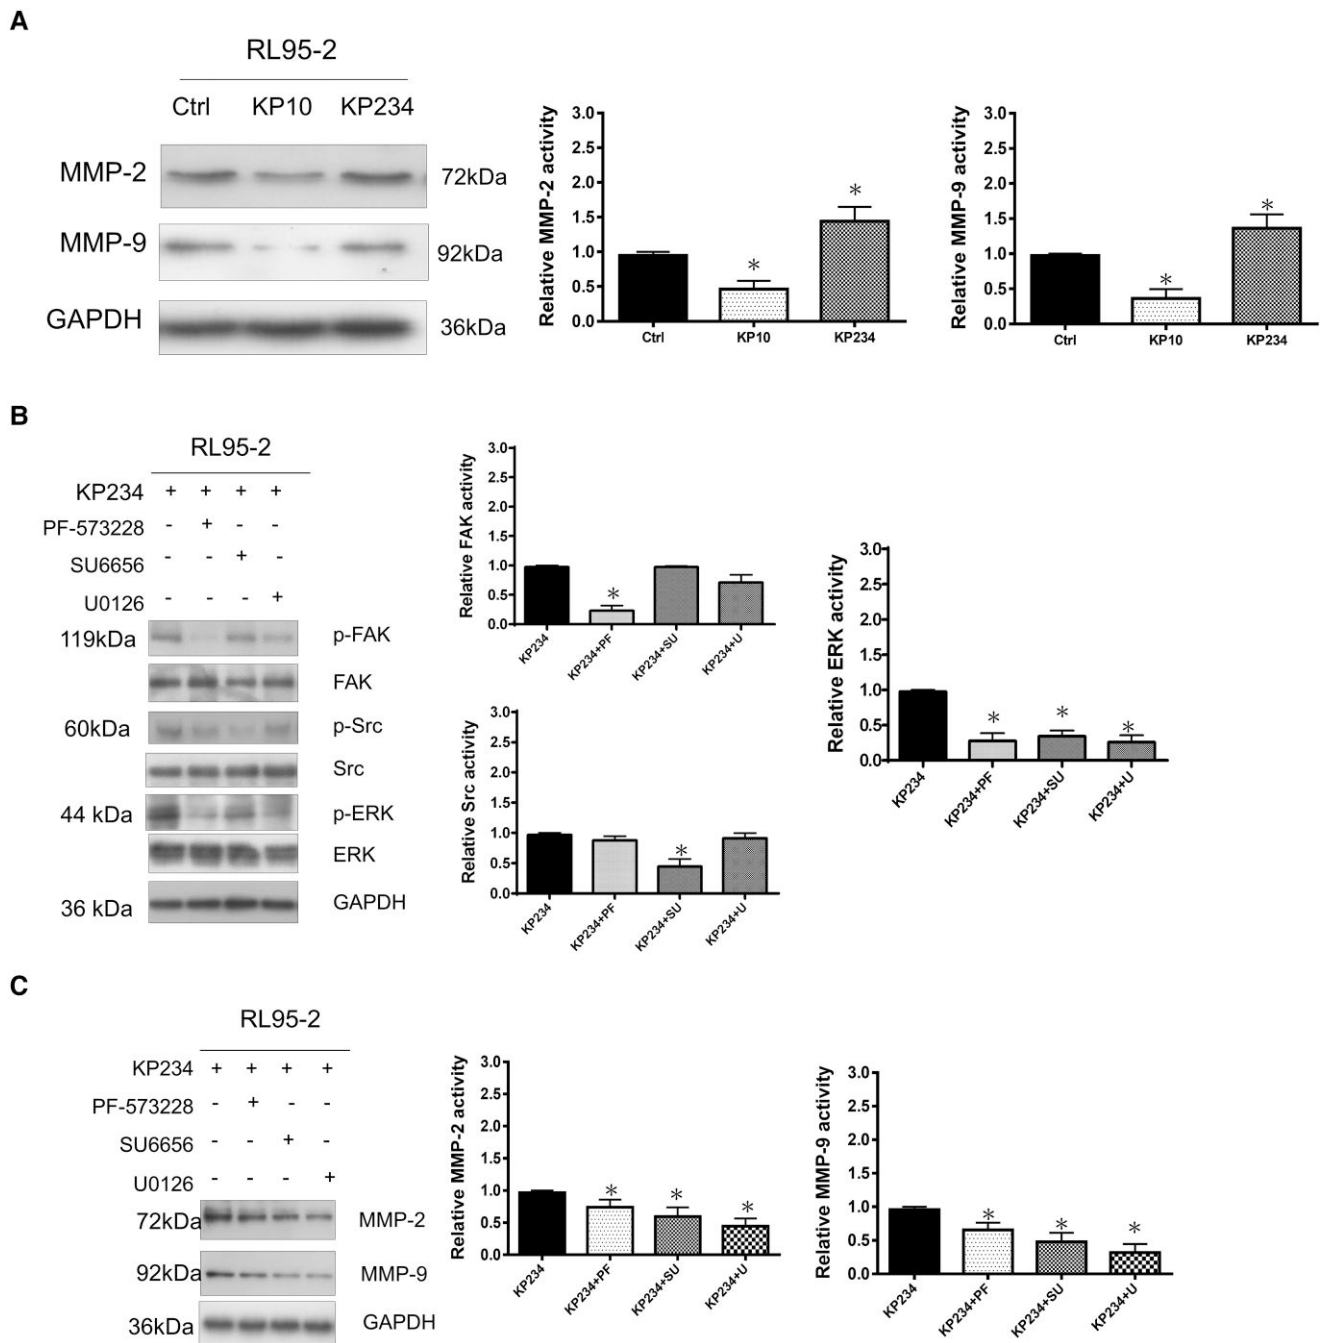 A
RL95-2
Ctrl KP10 KP234
MMP-2 72kDa
MMP-9 92kDa
GAPDH 36kDa
Relative MMP-2 activity
3.0
2.5
2.0
1.5
1.0
0.5
0.0
*
*
Ctrl KP10 KP234
Relative MMP-9 activity
3.0
2.5
2.0
1.5
1.0
0.5
0.0
*
*
Ctrl KP10 KP234
B
RL95-2
KP234 + + + +
PF-573228 - + - -
SU6656 - - + -
U0126 - - - +
119kDa p-FAK
FAK
60kDa p-Src
Src
44 kDa p-ERK
ERK
36 kDa GAPDH
Relative FAK activity
3.0
2.5
2.0
1.5
1.0
0.5
0.0
*
KP234 KP234+PF KP234+SU KP234+U
Relative Src activity
3.0
2.5
2.0
1.5
1.0
0.5
0.0
*
KP234 KP234+PF KP234+SU KP234+U
Relative ERK activity
3.0
2.5
2.0
1.5
1.0
0.5
0.0
* * *
KP234 KP234+PF KP234+SU KP234+U
C
RL95-2
KP234 + + + +
PF-573228 - + - -
SU6656 - - + -
U0126 - - - +
72kDa MMP-2
92kDa MMP-9
36kDa GAPDH
Relative MMP-2 activity
3.0
2.5
2.0
1.5
1.0
0.5
0.0
* * *
KP234 KP234+PF KP234+SU KP234+U
Relative MMP-9 activity
3.0
2.5
2.0
1.5
1.0
0.5
0.0
* * *
KP234 KP234+PF KP234+SU KP234+U